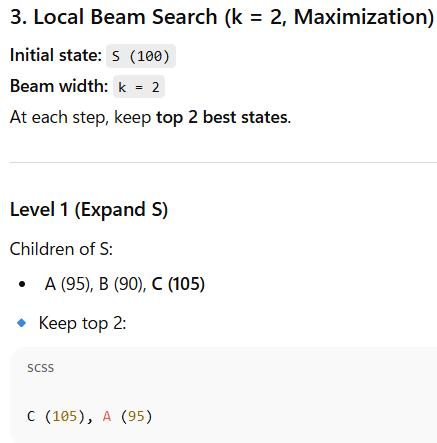 3. Local Beam Search (k = 2, Maximization)
Initial state: S (100)
Beam width: k = 2
At each step, keep top 2 best states.
Level 1 (Expand S)
Children of S:
• A (95), B (90), C (105)
🔹 Keep top 2:
scss
C (105), A (95)